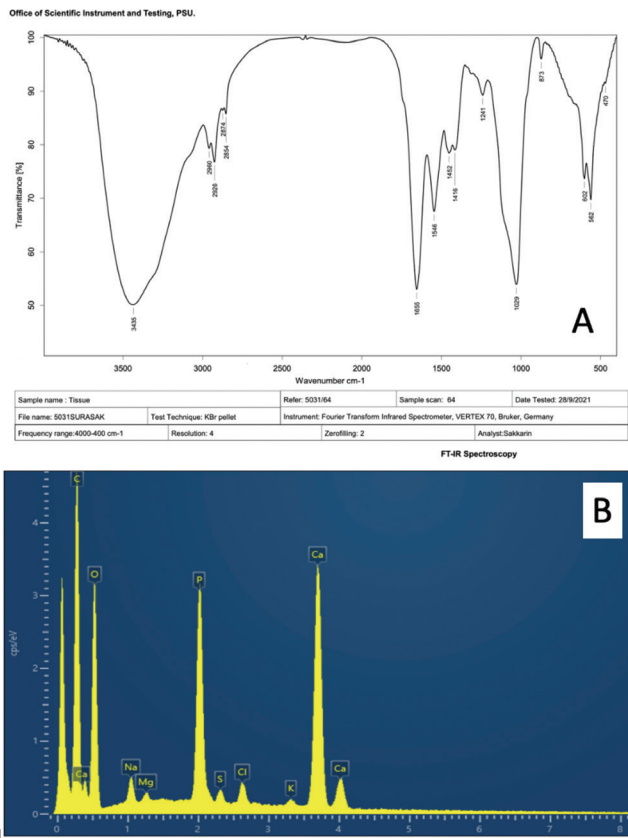 Office of Scientific Instrument and Testing, PSU.
100
90
80
70
60
50
Transmittance [%]
3435
2960
2926
2874
2854
1655
1546
1452
1416
1241
1029
873
602
562
470
A
3500 3000 2500 2000 1500 1000 500
Wavenumber cm-1
Sample name : Tissue Refer: 5031/64 Sample scan: 64 Date Tested: 28/9/2021
File name: 5031SURASAK Test Technique: KBr pellet Instrument: Fourier Transform Infrared Spectrometer, VERTEX 70, Bruker, Germany
Frequency range:4000-400 cm-1 Resolution: 4 Zerofilling: 2 Analyst:Sakkarin
FT-IR Spectroscopy
B
cps/eV
4
3
2
1
0
C
O
Ca
Na
Mg
P
S
Cl
K
Ca
Ca
0 1 2 3 4 5 6 7 8